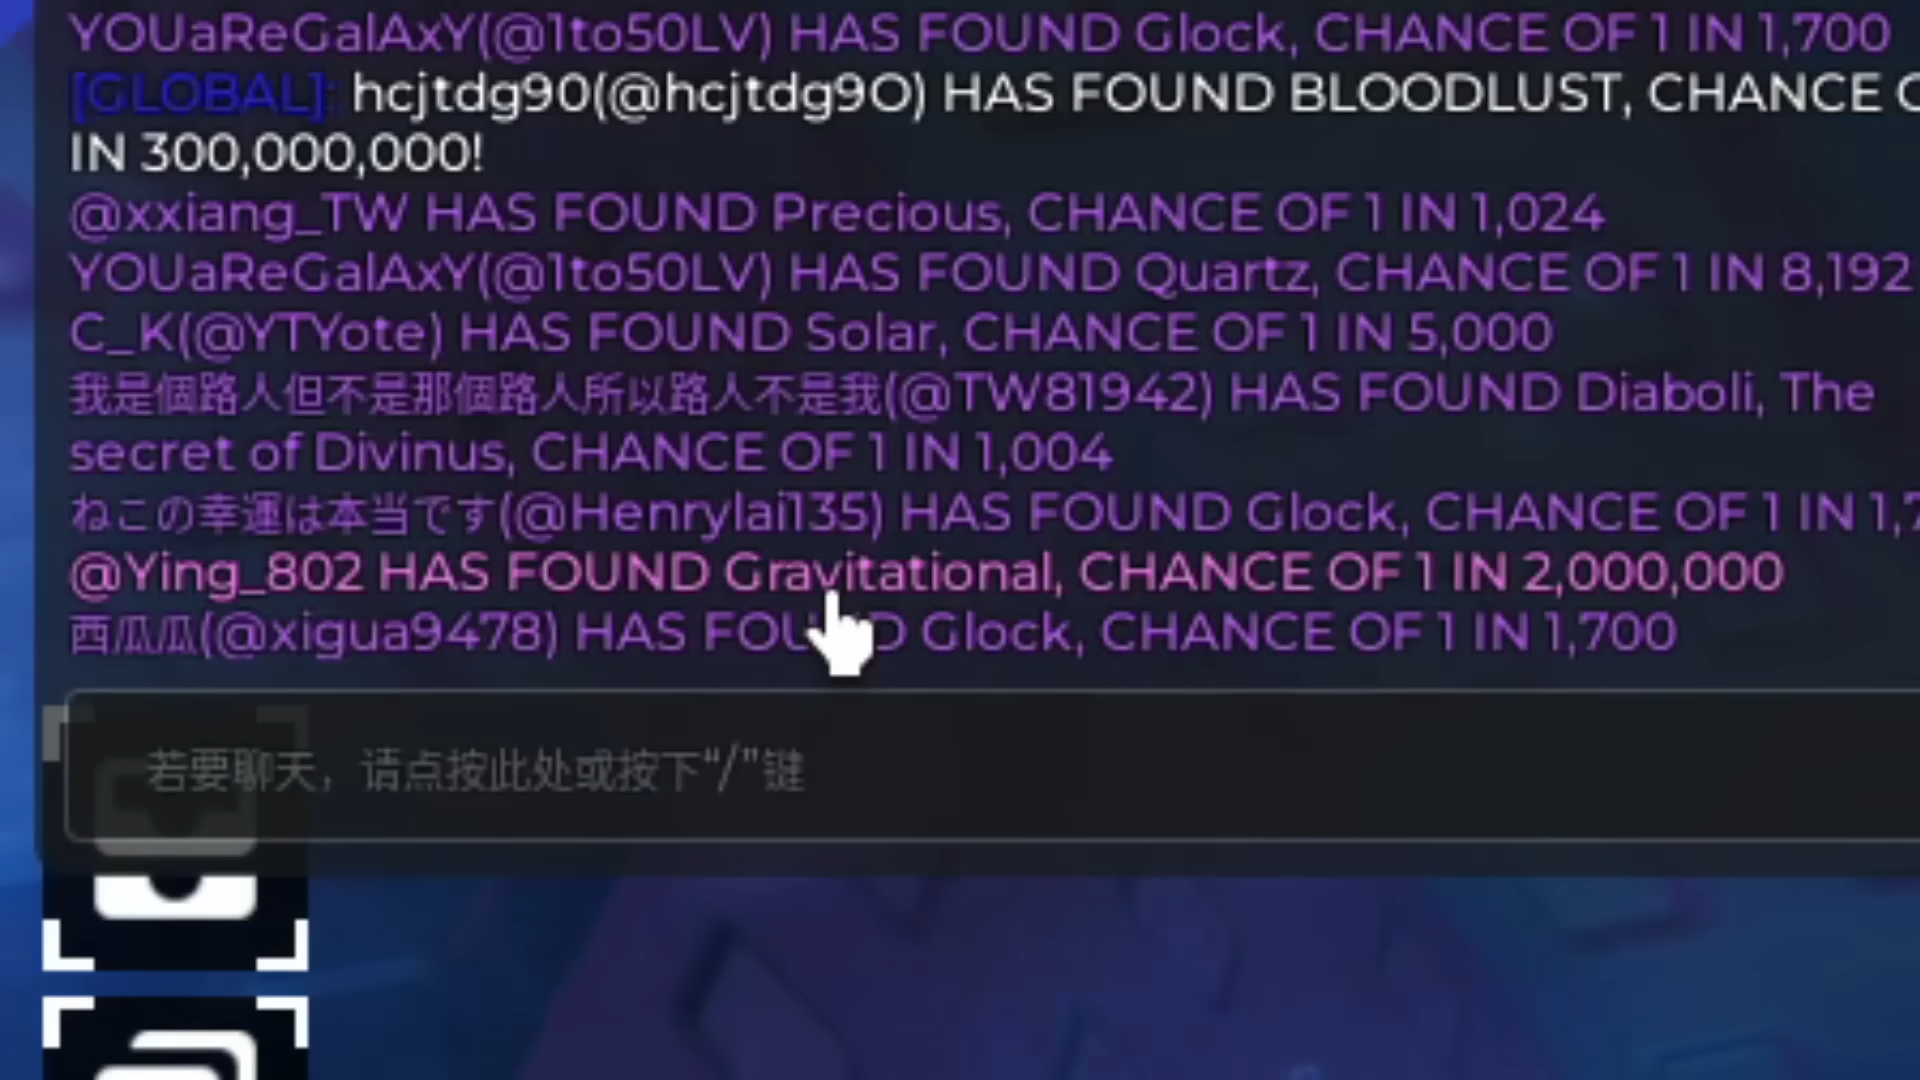 YOUaReGalAxY(@1to50LV) HAS FOUND Glock, CHANCE OF 1 IN 1,700
[GLOBAL]: hcjtdg90(@hcjtdg9O) HAS FOUND BLOODLUST, CHANCE
IN 300,000,000!
@xxiang_TW HAS FOUND Precious, CHANCE OF 1 IN 1,024
YOUaReGalAxY(@1to50LV) HAS FOUND Quartz, CHANCE OF 1 IN 8,192
C_K(@YTYote) HAS FOUND Solar, CHANCE OF 1 IN 5,000
我是個路人但不是那個路人所以路人不是我(@TW81942) HAS FOUND Diaboli, The
secret of Divinus, CHANCE OF 1 IN 1,004
ねこの幸運は本当です(@Henrylai135) HAS FOUND Glock, CHANCE OF 1 IN 1,7
@Ying_802 HAS FOUND Gravitational, CHANCE OF 1 IN 2,000,000
西瓜瓜(@xigua9478) HAS FOUND Glock, CHANCE OF 1 IN 1,700
若要聊天，请点按此处或按下“/”键